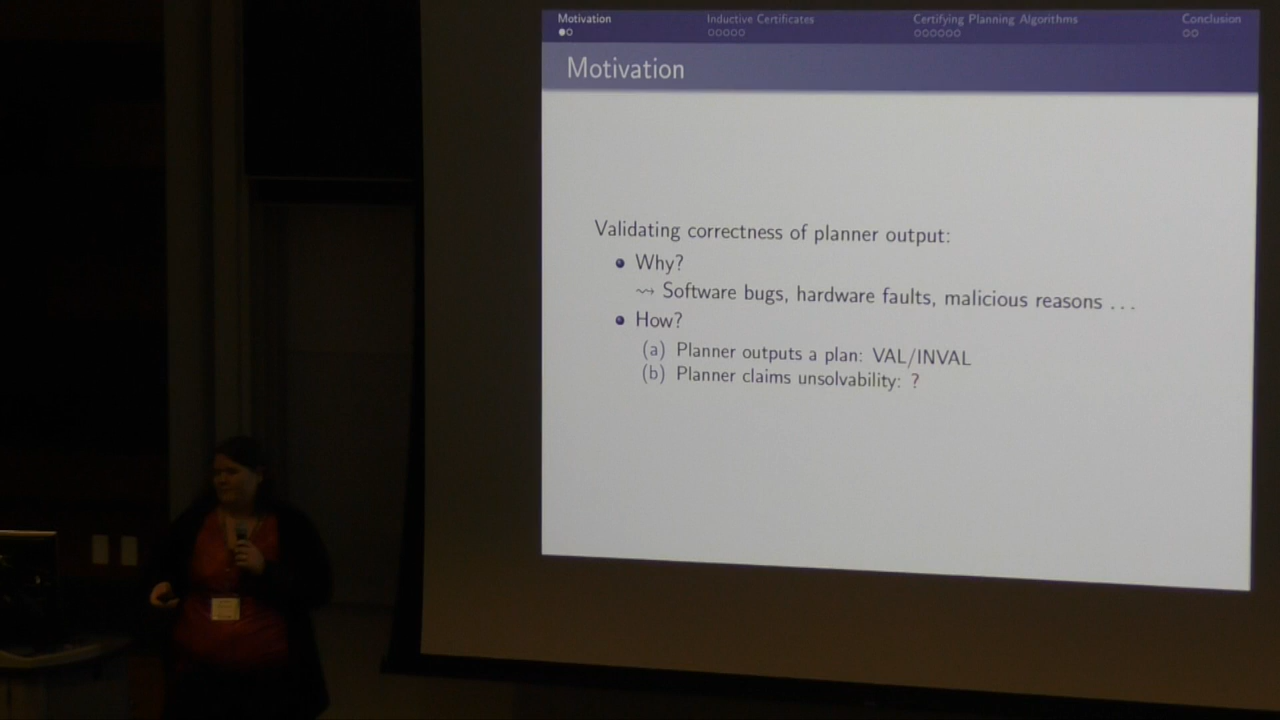 Motivation Inductive Certificates Certifying Planning Algorithms Conclusion
Motivation
Validating correctness of planner output:
• Why?
⇝ Software bugs, hardware faults, malicious reasons ...
• How?
(a) Planner outputs a plan: VAL/INVAL
(b) Planner claims unsolvability: ?